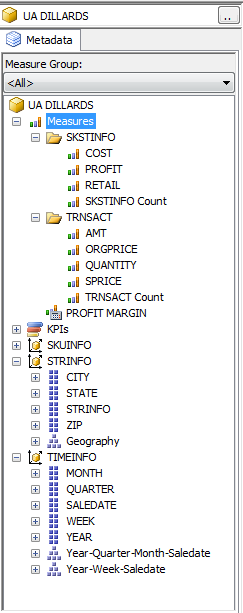 UA DILLARDS
..
Metadata
Measure Group:
<All>
UA DILLARDS
Measures
SKSTINFO
COST
PROFIT
RETAIL
SKSTINFO Count
TRNSACT
AMT
ORGPRICE
QUANTITY
SPRICE
TRNSACT Count
PROFIT MARGIN
KPIs
SKUINFO
STRINFO
CITY
STATE
STRINFO
ZIP
Geography
TIMEINFO
MONTH
QUARTER
SALEDATE
WEEK
YEAR
Year-Quarter-Month-Saledate
Year-Week-Saledate